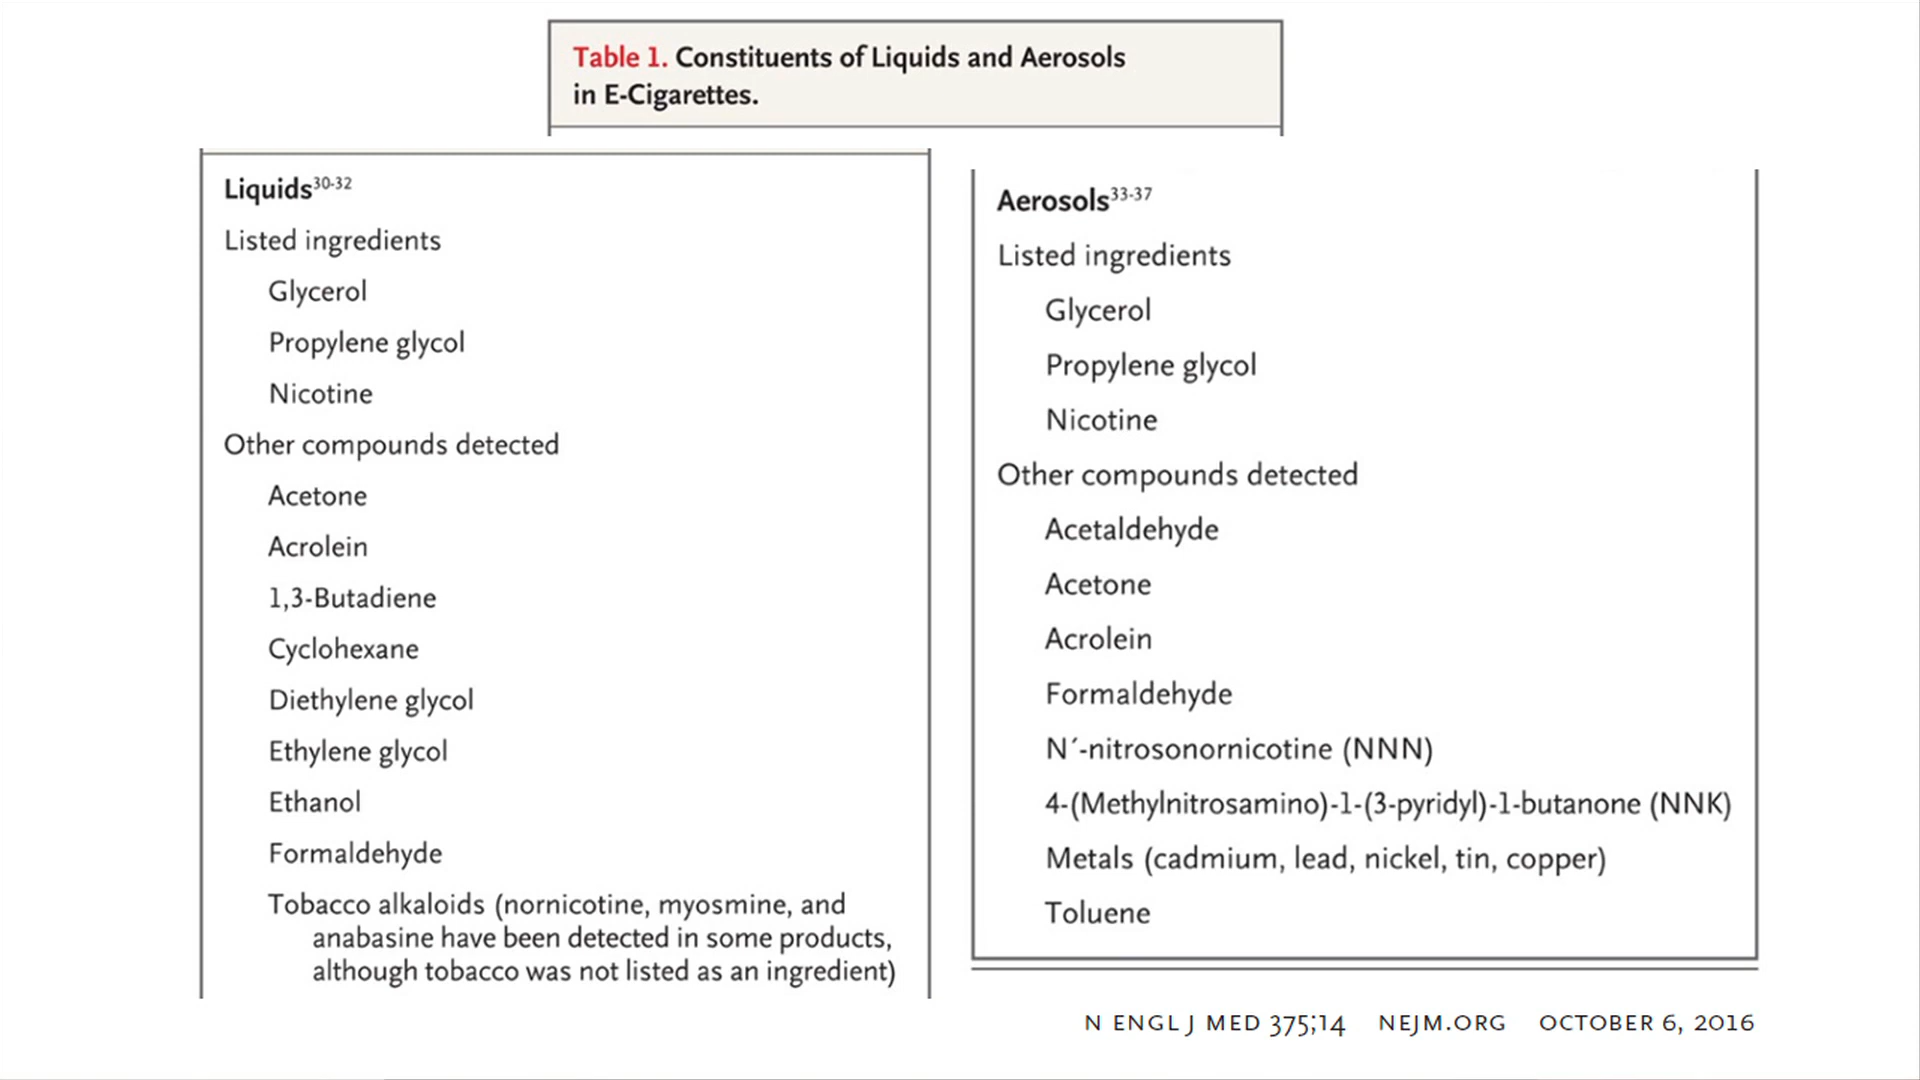 Table 1. Constituents of Liquids and Aerosols
in E-Cigarettes.
Liquids30-32
Listed ingredients
Glycerol
Propylene glycol
Nicotine
Other compounds detected
Acetone
Acrolein
1,3-Butadiene
Cyclohexane
Diethylene glycol
Ethylene glycol
Ethanol
Formaldehyde
Tobacco alkaloids (nornicotine, myosmine, and
anabasine have been detected in some products,
although tobacco was not listed as an ingredient)
Aerosols33-37
Listed ingredients
Glycerol
Propylene glycol
Nicotine
Other compounds detected
Acetaldehyde
Acetone
Acrolein
Formaldehyde
N´-nitrosonornicotine (NNN)
4-(Methylnitrosamino)-1-(3-pyridyl)-1-butanone (NNK)
Metals (cadmium, lead, nickel, tin, copper)
Toluene
N ENGL J MED 375;14 NEJM.ORG OCTOBER 6, 2016